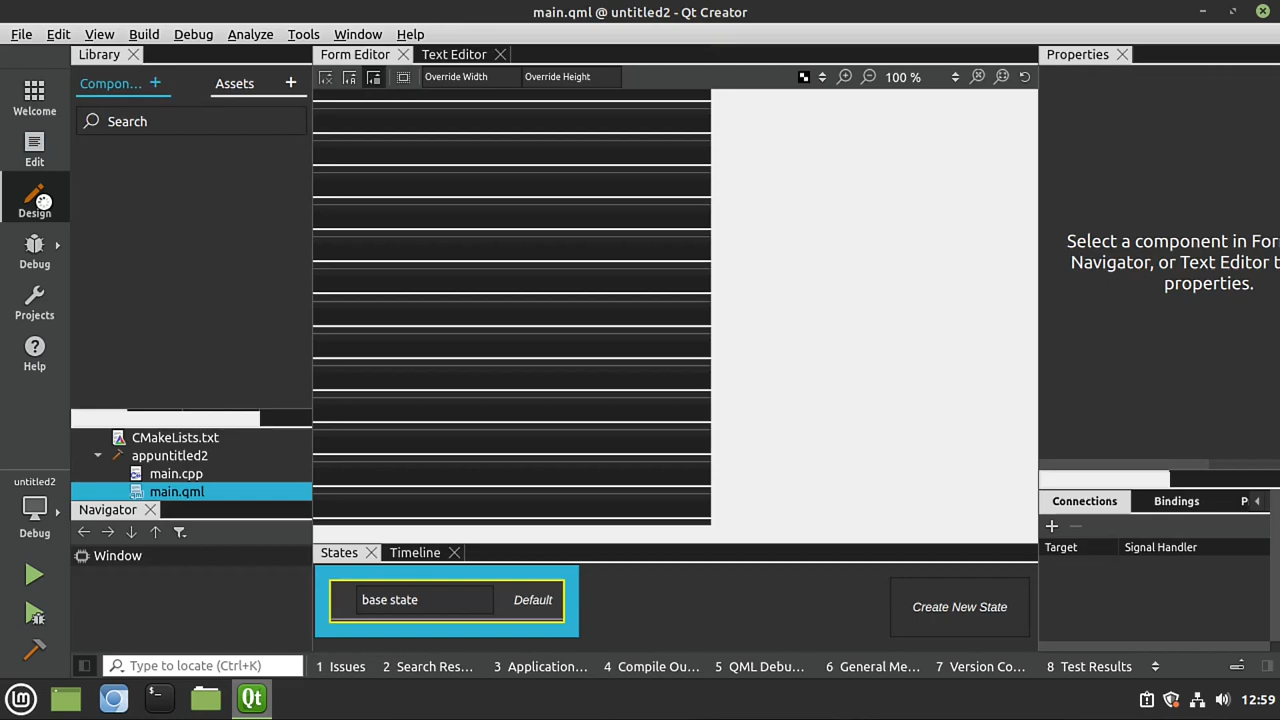 main.qml @ untitled2 - Qt Creator
File Edit View Build Debug Analyze Tools Window Help
Library
Form Editor
Text Editor
Properties
Welcome
Edit
Design
Debug
Projects
Help
Compon...
+
Assets
+
Search
Override Width
Override Height
100 %
Select a component in For
Navigator, or Text Editor t
properties.
CMakeLists.txt
appuntitled2
main.cpp
main.qml
Navigator
Window
untitled2
Debug
States
Timeline
base state
Default
Create New State
Connections
Bindings
P
Target
Signal Handler
Type to locate (Ctrl+K)
1 Issues
2 Search Res...
3 Application...
4 Compile Ou...
5 QML Debu...
6 General Me...
7 Version Co...
8 Test Results
Qt
12:59